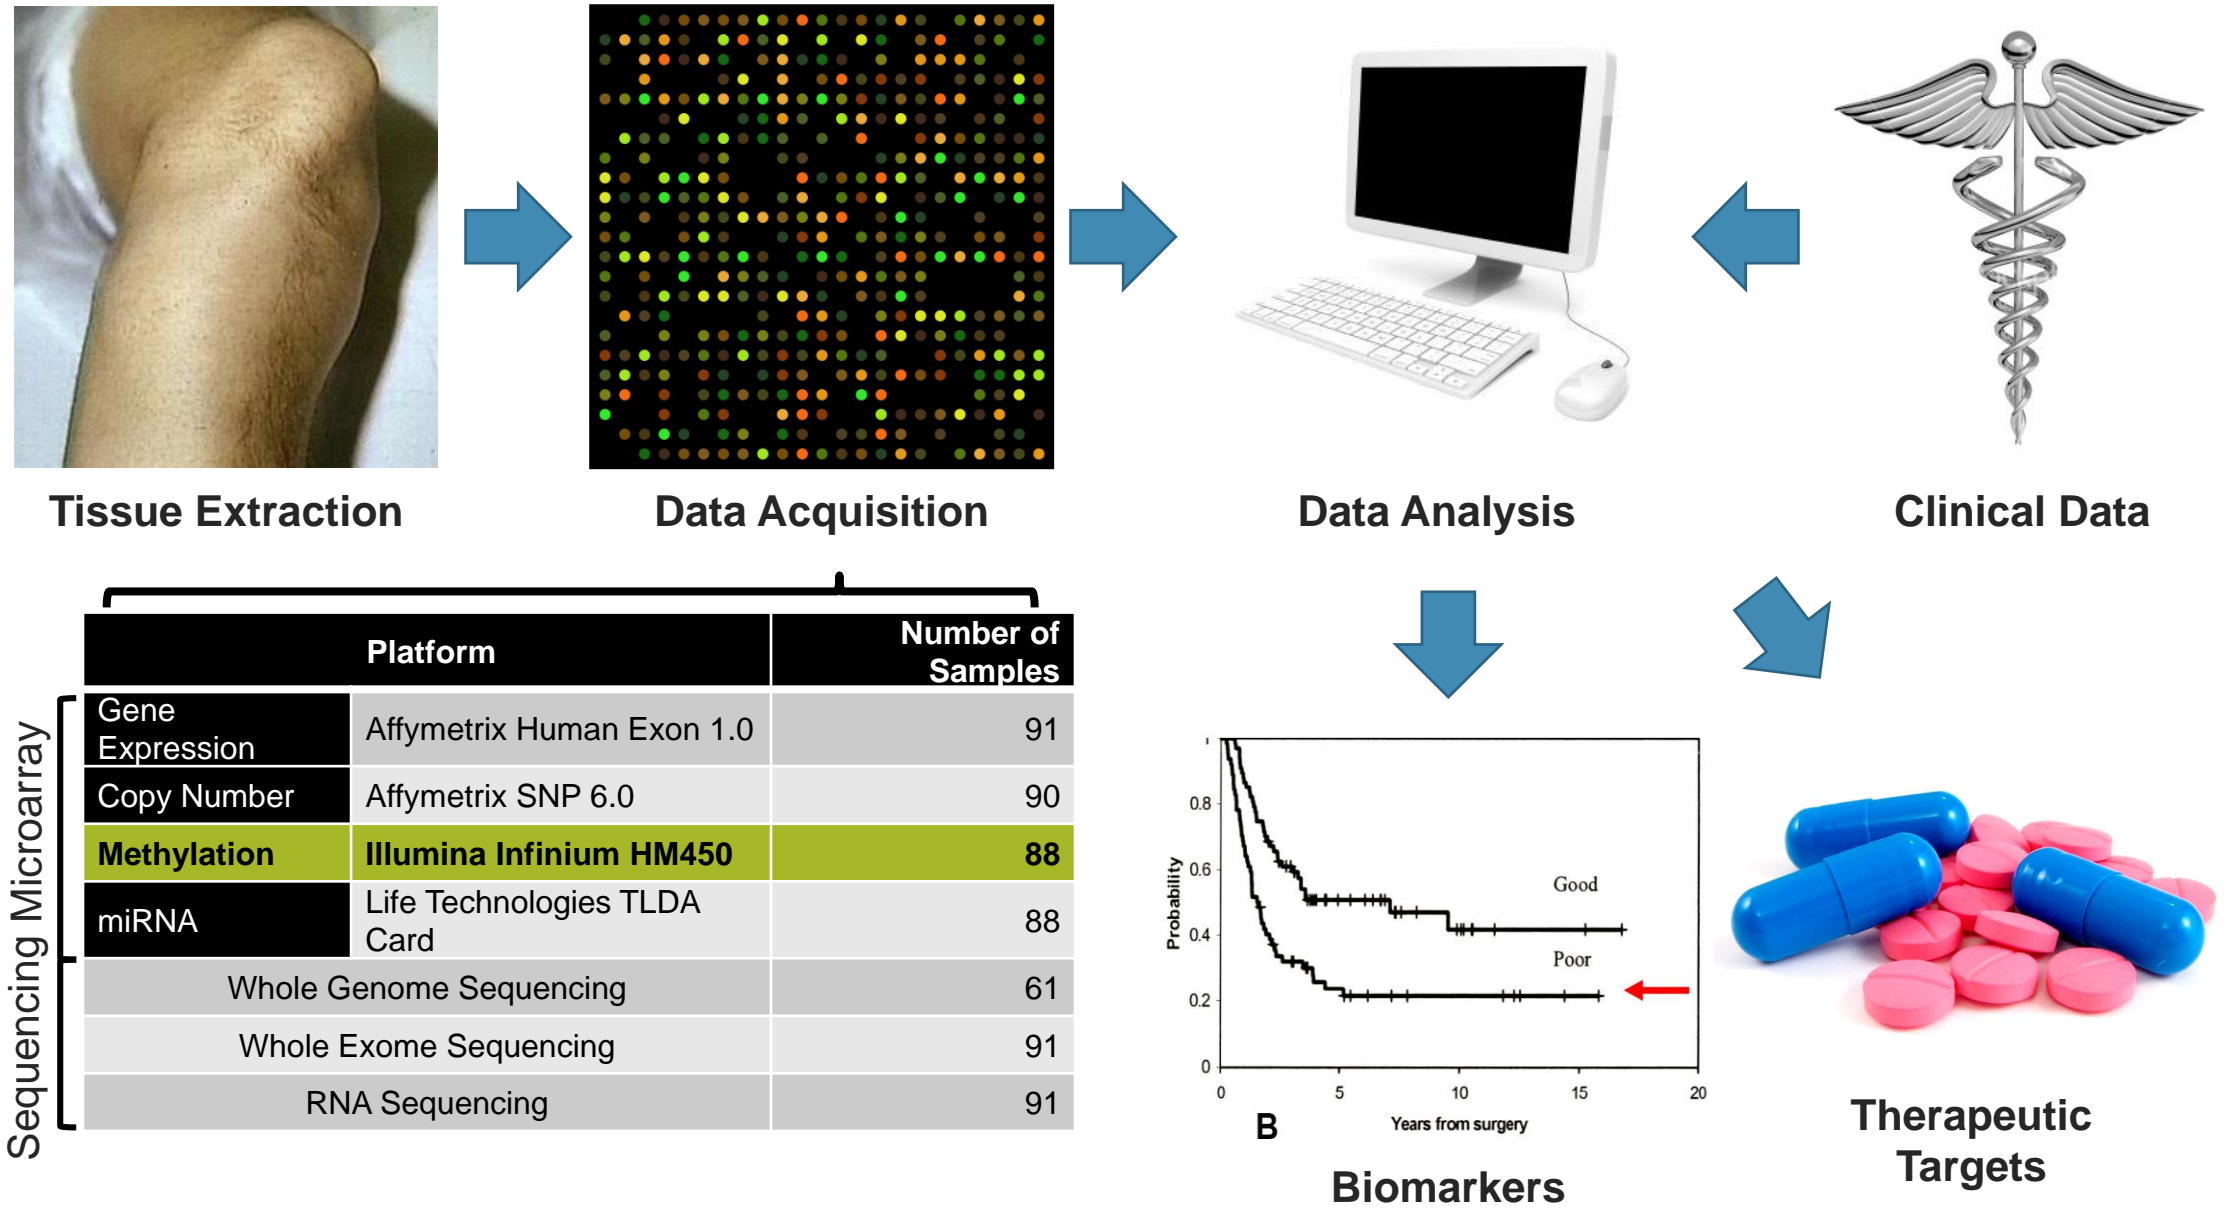 Tissue Extraction
Data Acquisition
Data Analysis
Clinical Data
Platform
Number of
Samples
Sequencing Microarray
Gene
Expression
Affymetrix Human Exon 1.0
91
Copy Number
Affymetrix SNP 6.0
90
Methylation
Illumina Infinium HM450
88
miRNA
Life Technologies TLDA
Card
88
Whole Genome Sequencing
61
Whole Exome Sequencing
91
RNA Sequencing
91
1
0.8
0.6
0.4
0.2
0
Probability
Good
Poor
0
5
10
15
20
B
Years from surgery
Biomarkers
Therapeutic
Targets